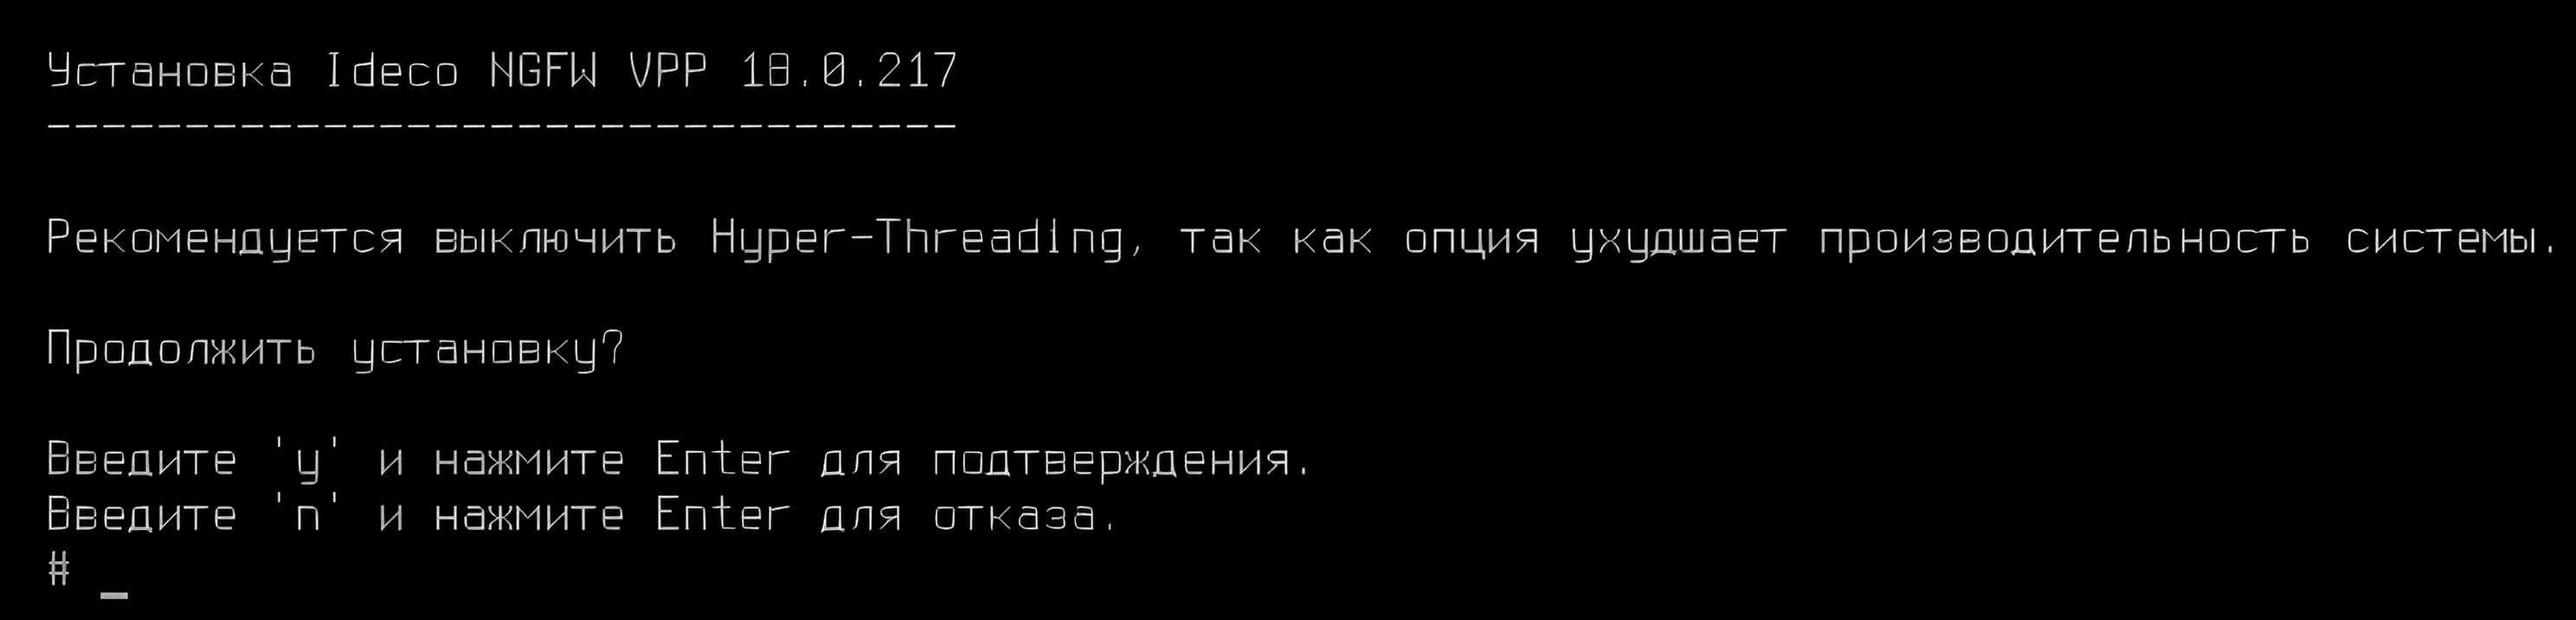 Установка Ideco NGFW VPP 18.0.217
---------------------------------
Рекомендуется выключить Hyper-Threading, так как опция ухудшает производительность системы.
Продолжить установку?
Введите 'y' и нажмите Enter для подтверждения.
Введите 'n' и нажмите Enter для отказа.
# _